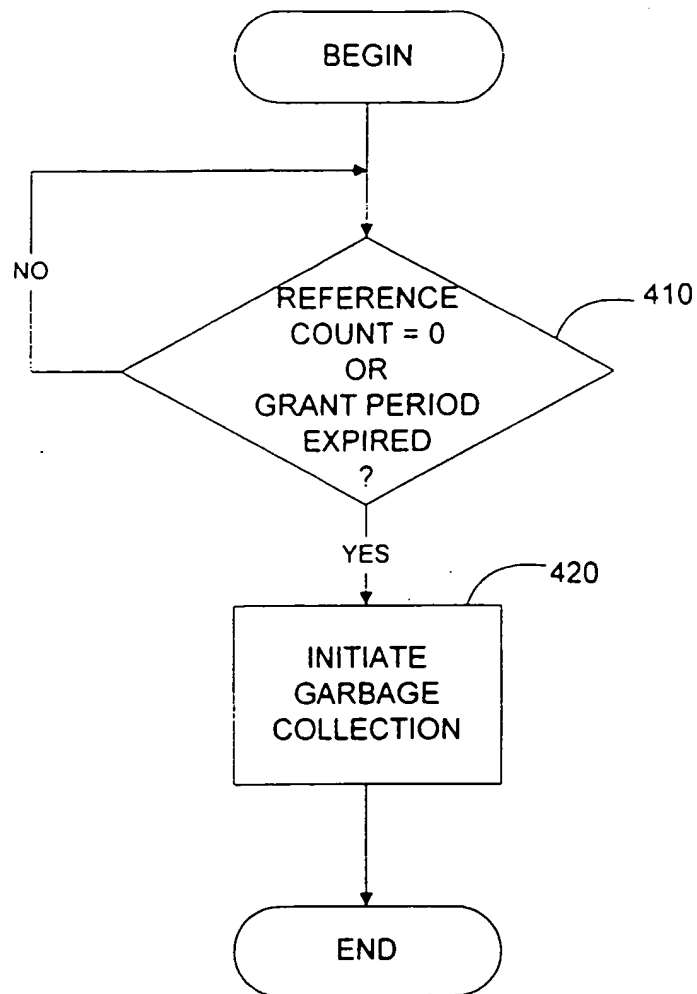 BEGIN
NO
REFERENCE
COUNT = 0
OR
GRANT PERIOD
EXPIRED
?
410
YES
420
INITIATE
GARBAGE
COLLECTION
END